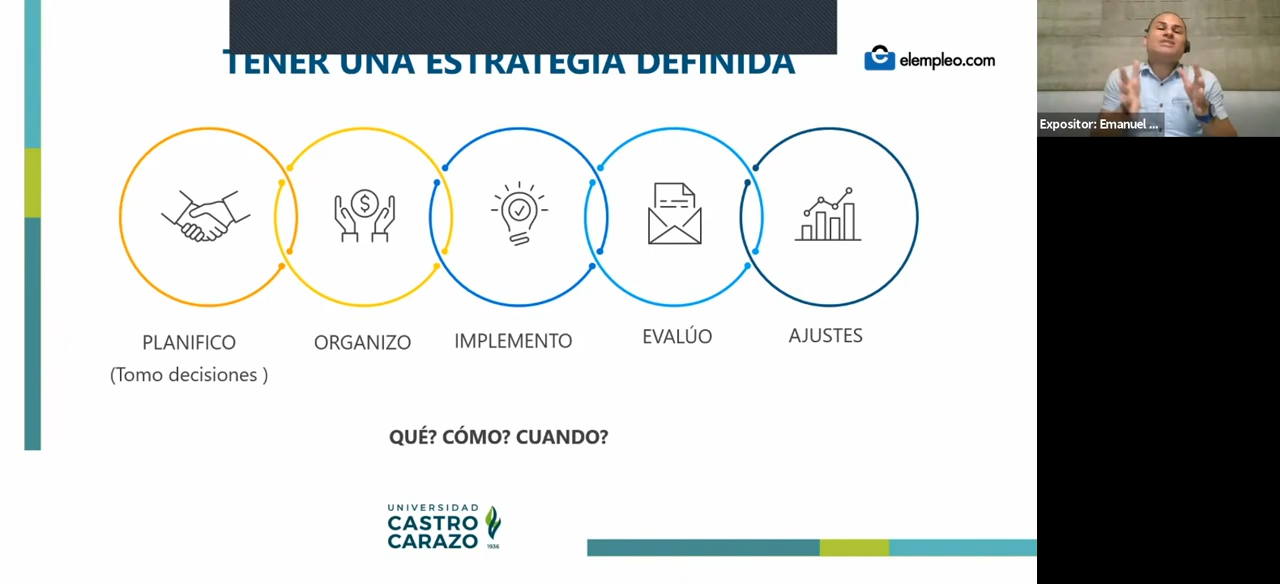 TENER UNA ESTRATEGIA DEFINIDA
elempleo.com
Expositor: Emanuel ...
$
PLANIFICO
(Tomo decisiones )
ORGANIZO
IMPLEMENTO
EVALÚO
AJUSTES
QUÉ? CÓMO? CUANDO?
UNIVERSIDAD
CASTRO
CARAZO
1936